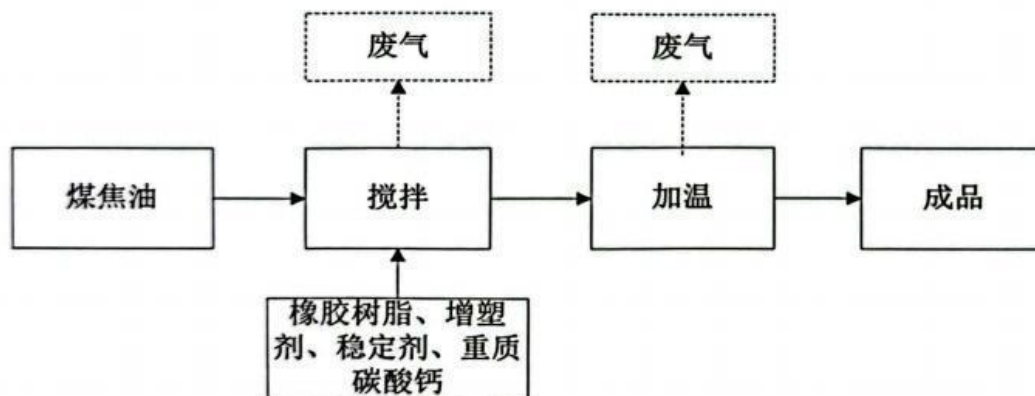 废气
废气
煤焦油
搅拌
加温
成品
橡胶树脂、增塑
剂、稳定剂、重质
碳酸钙